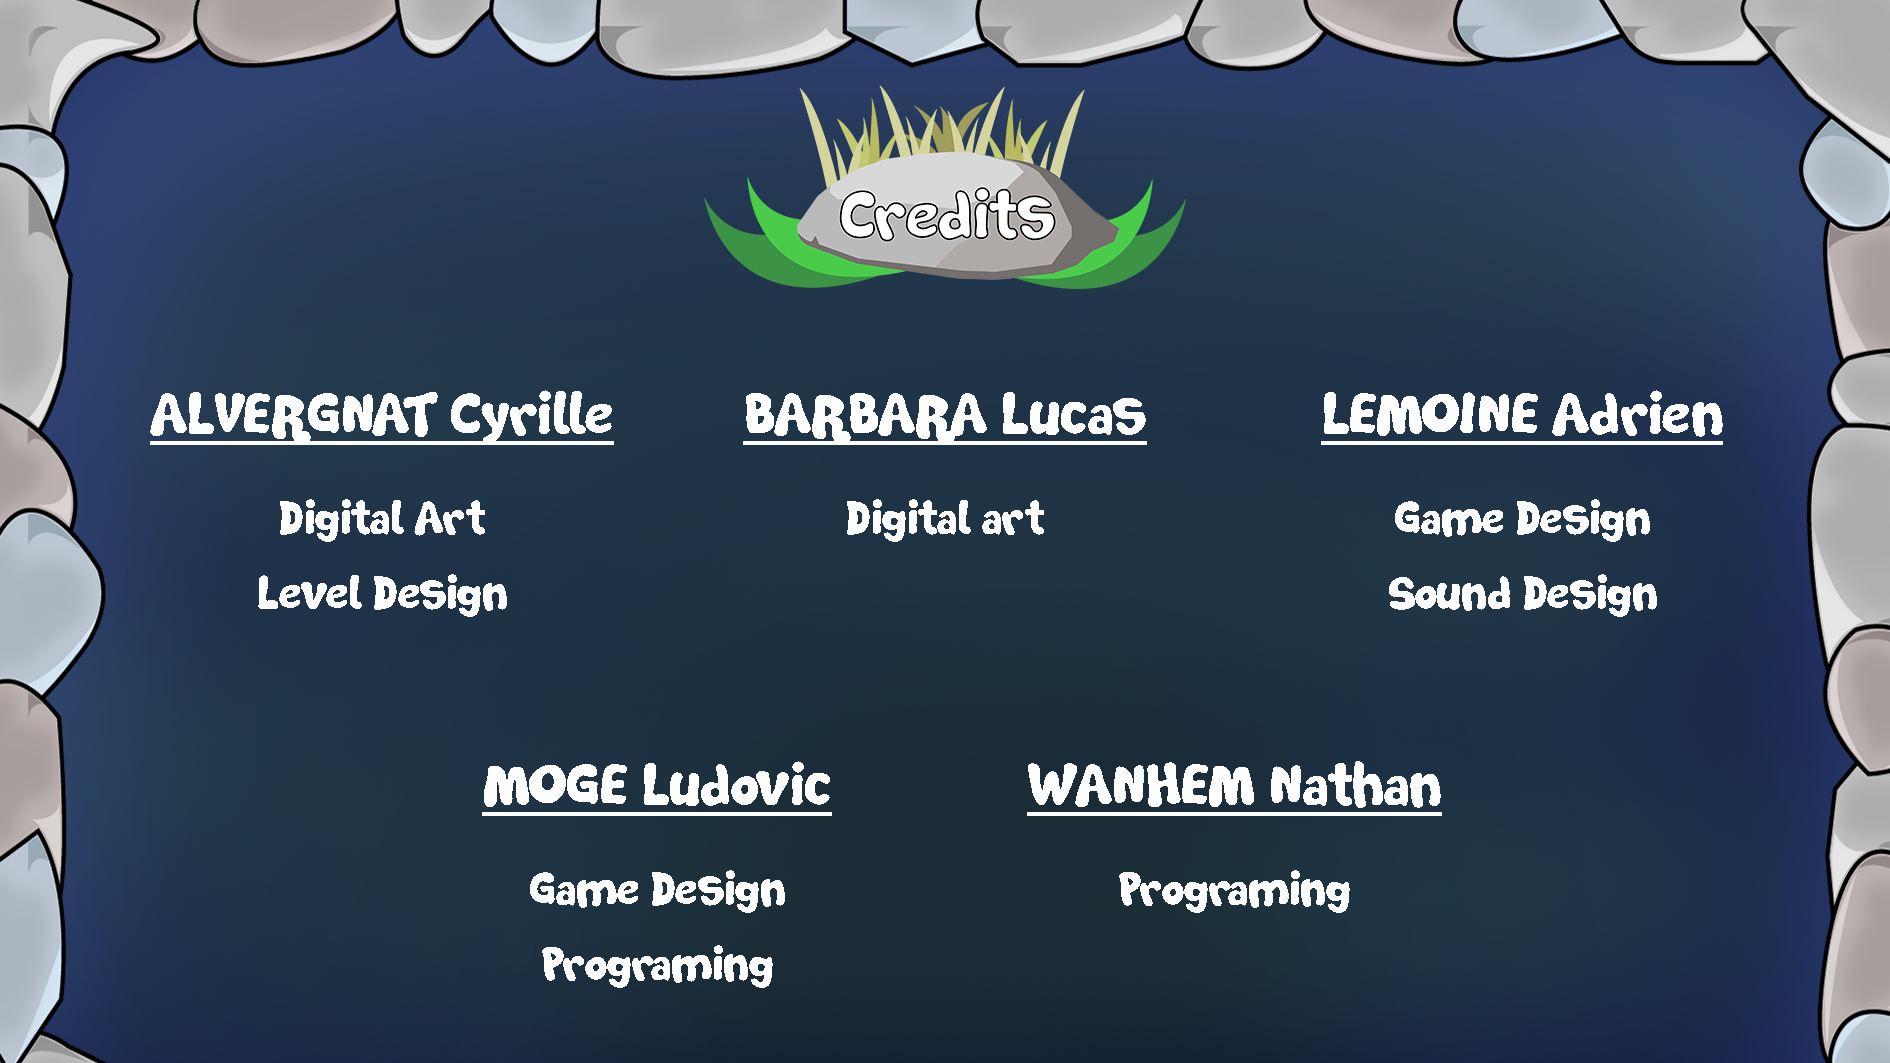 Credits
ALVERGNAT Cyrille
Digital Art
Level Design
BARBARA Lucas
Digital art
LEMOINE Adrien
Game Design
Sound Design
MOGE Ludovic
Game Design
Programing
WANHEM Nathan
Programing